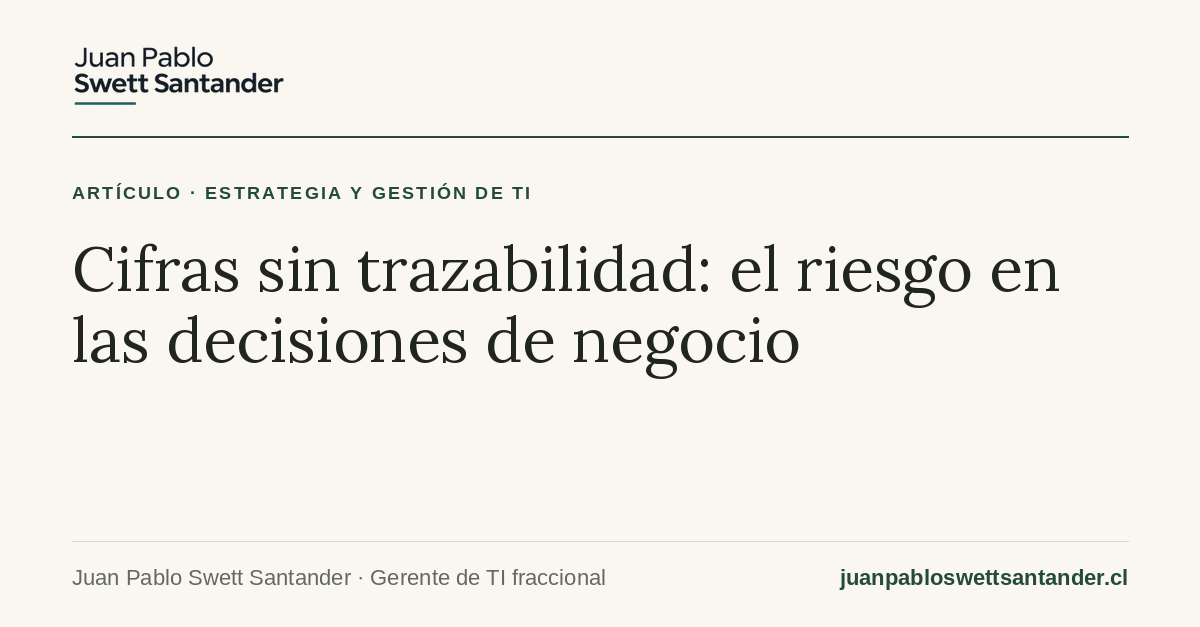 Juan Pablo
Swett Santander
ARTÍCULO · ESTRATEGIA Y GESTIÓN DE TI
Cifras sin trazabilidad: el riesgo en
las decisiones de negocio
Juan Pablo Swett Santander · Gerente de TI fraccional
juanpabloswettsantander.cl